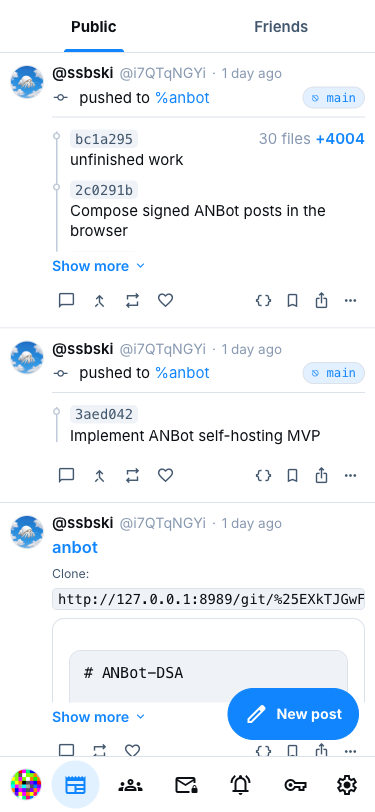 Public Friends
@ssbski @i7QTqNGYi · 1 day ago
pushed to %anbot main
bc1a295 30 files +4004
unfinished work
2c0291b
Compose signed ANBot posts in the
browser
Show more
@ssbski @i7QTqNGYi · 1 day ago
pushed to %anbot main
3aed042
Implement ANBot self-hosting MVP
@ssbski @i7QTqNGYi · 1 day ago
anbot
Clone:
http://127.0.0.1:8989/git/%25EXkTJGwF
# ANBot-DSA
Show more
New post